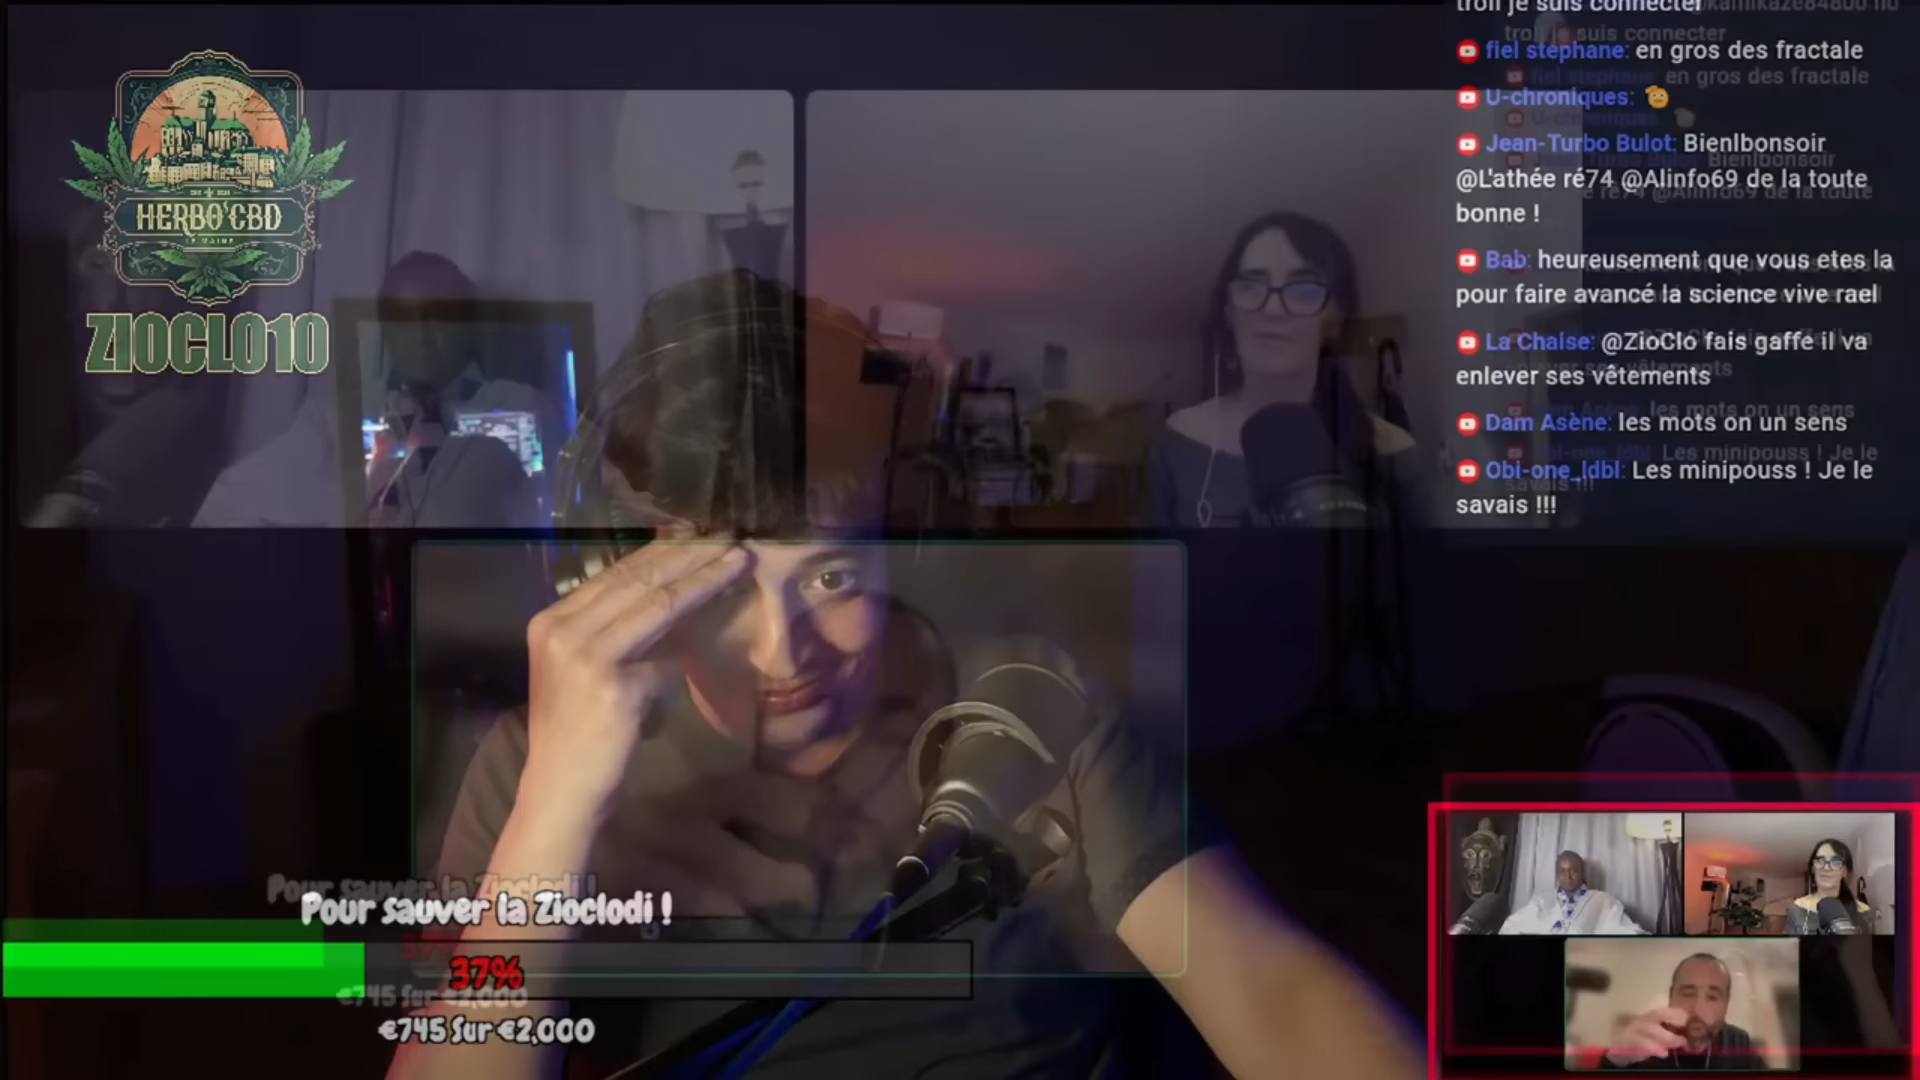 HERBO'CBD
ZIOCLO10
troll je suis connecter
fiel stephane: en gros des fractale
U-chroniques:
Jean-Turbo Bulot: Bienlbonsoir
@L'athée ré74 @Alinfo69 de la toute
bonne !
Bab: heureusement que vous etes la
pour faire avancé la science vive rael
La Chaise: @ZioClo fais gaffe il va
enlever ses vêtements
Dam Asène: les mots on un sens
Obi-one_ldbl: Les minipouss ! Je le
savais !!!
Pour sauver la Zioclodi !
37%
€745 Sur €2,000